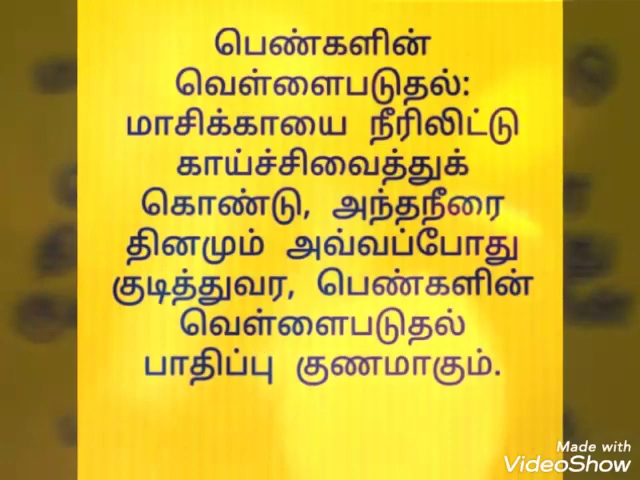 பெண்களின்
வெள்ளைபடுதல்:
மாசிக்காயை நீரிலிட்டு
காய்ச்சிவைத்துக்
கொண்டு, அந்தநீரை
தினமும் அவ்வப்போது
குடித்துவர, பெண்களின்
வெள்ளைபடுதல்
பாதிப்பு குணமாகும்.
Made with
VideoShow